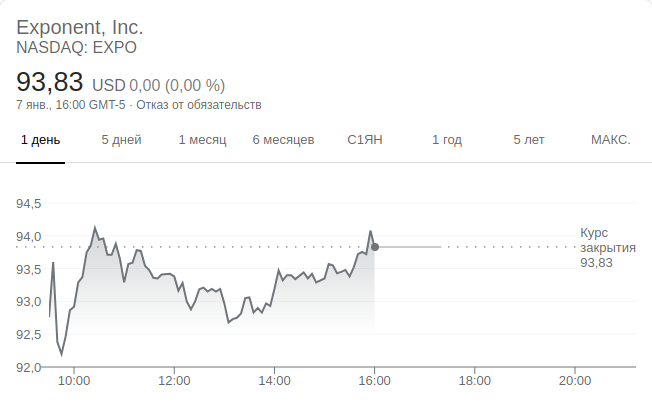 Exponent, Inc.
NASDAQ: EXPO
93,83 USD 0,00 (0,00 %)
7 янв., 16:00 GMT-5 · Отказ от обязательств
1 день 5 дней 1 месяц 6 месяцев С1ЯН 1 год 5 лет МАКС.
94,5
94,0
93,5
93,0
92,5
92,0
Курс
закрытия
93,83
10:00 12:00 14:00 16:00 18:00 20:00